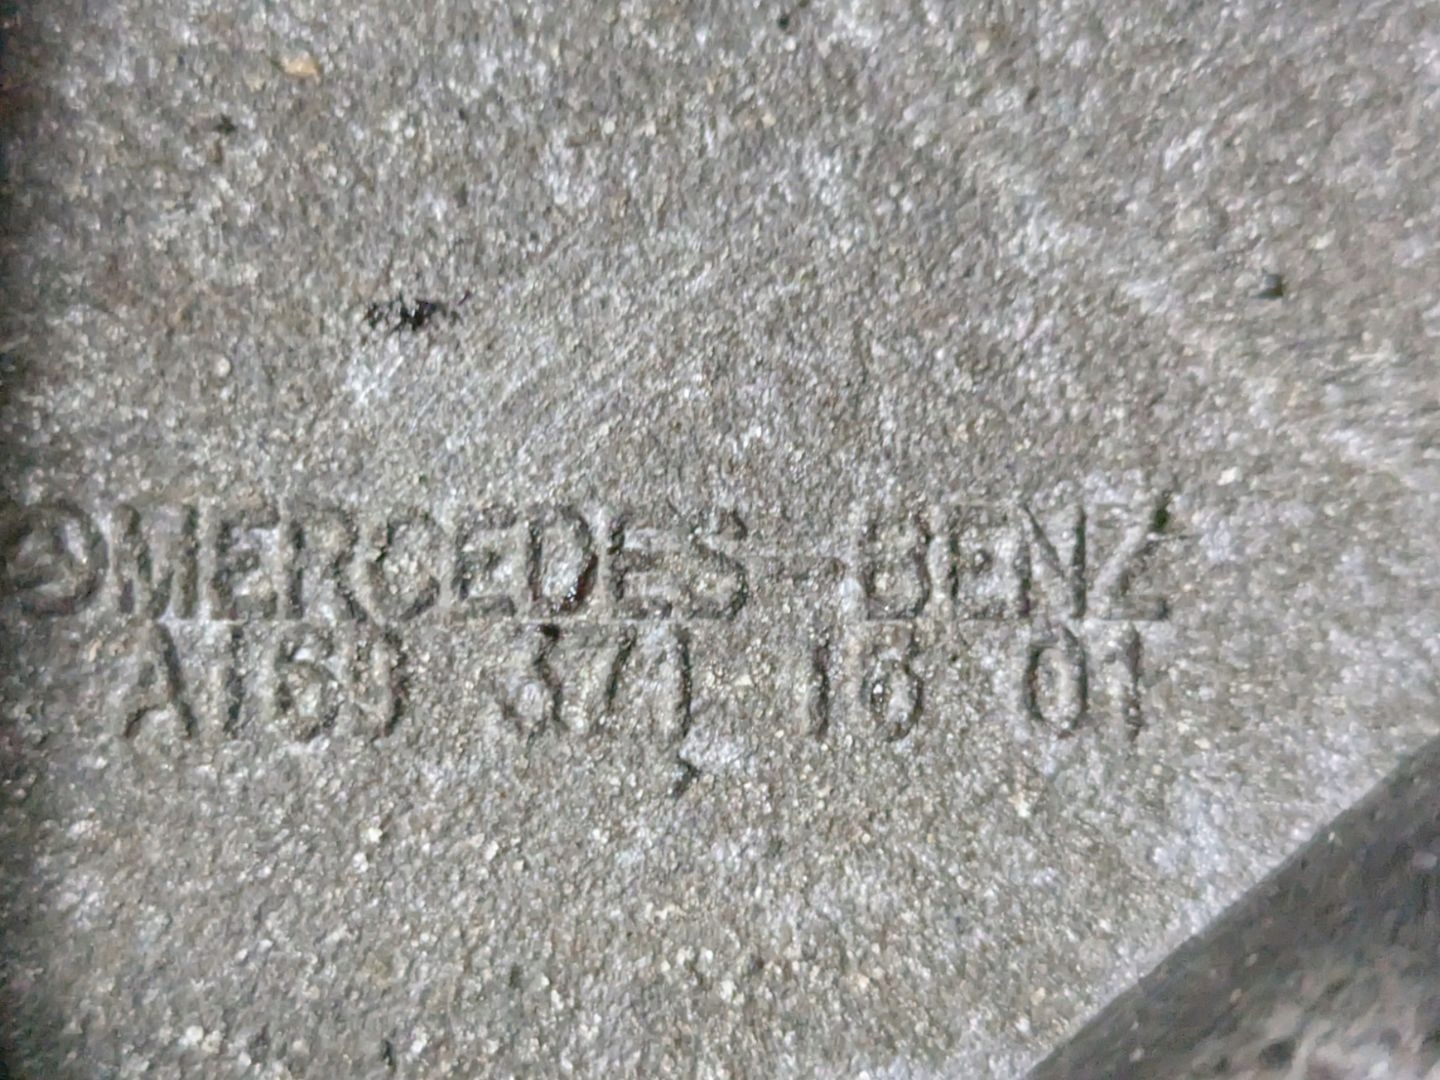 MERCEDES-BENZ
A169 371 16 01